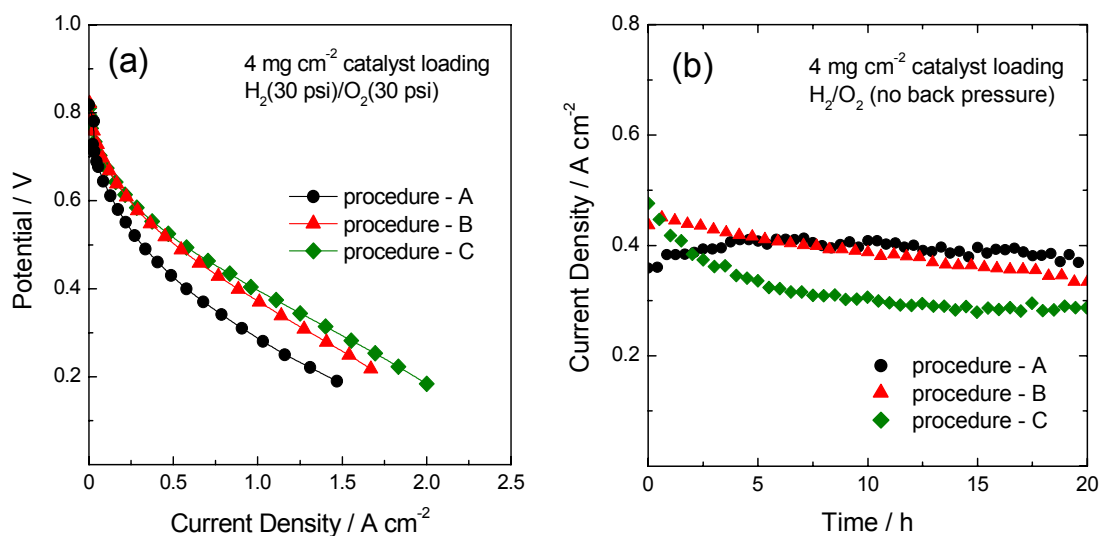 (a)
4 mg cm⁻² catalyst loading
H₂(30 psi)/O₂(30 psi)
procedure - A
procedure - B
procedure - C
Potential / V
1.0
0.8
0.6
0.4
0.2
0
0.5
1.0
1.5
2.0
2.5
Current Density / A cm⁻²
(b)
4 mg cm⁻² catalyst loading
H₂/O₂ (no back pressure)
procedure - A
procedure - B
procedure - C
Current Density / A cm⁻²
0.8
0.6
0.4
0.2
0
5
10
15
20
Time / h